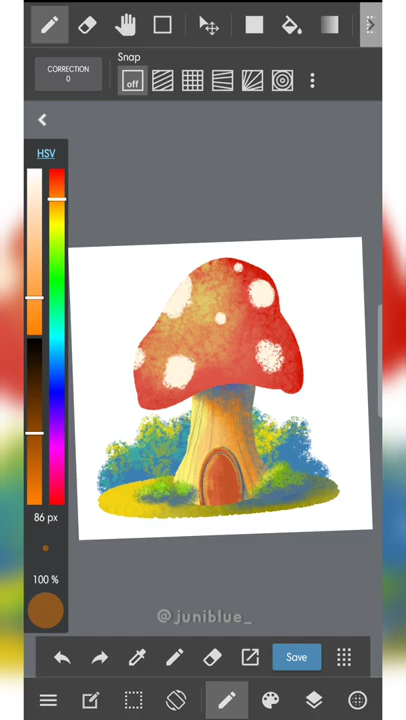 Snap
CORRECTION
0
off
HSV
86 px
100 %
@juniblue_
Save